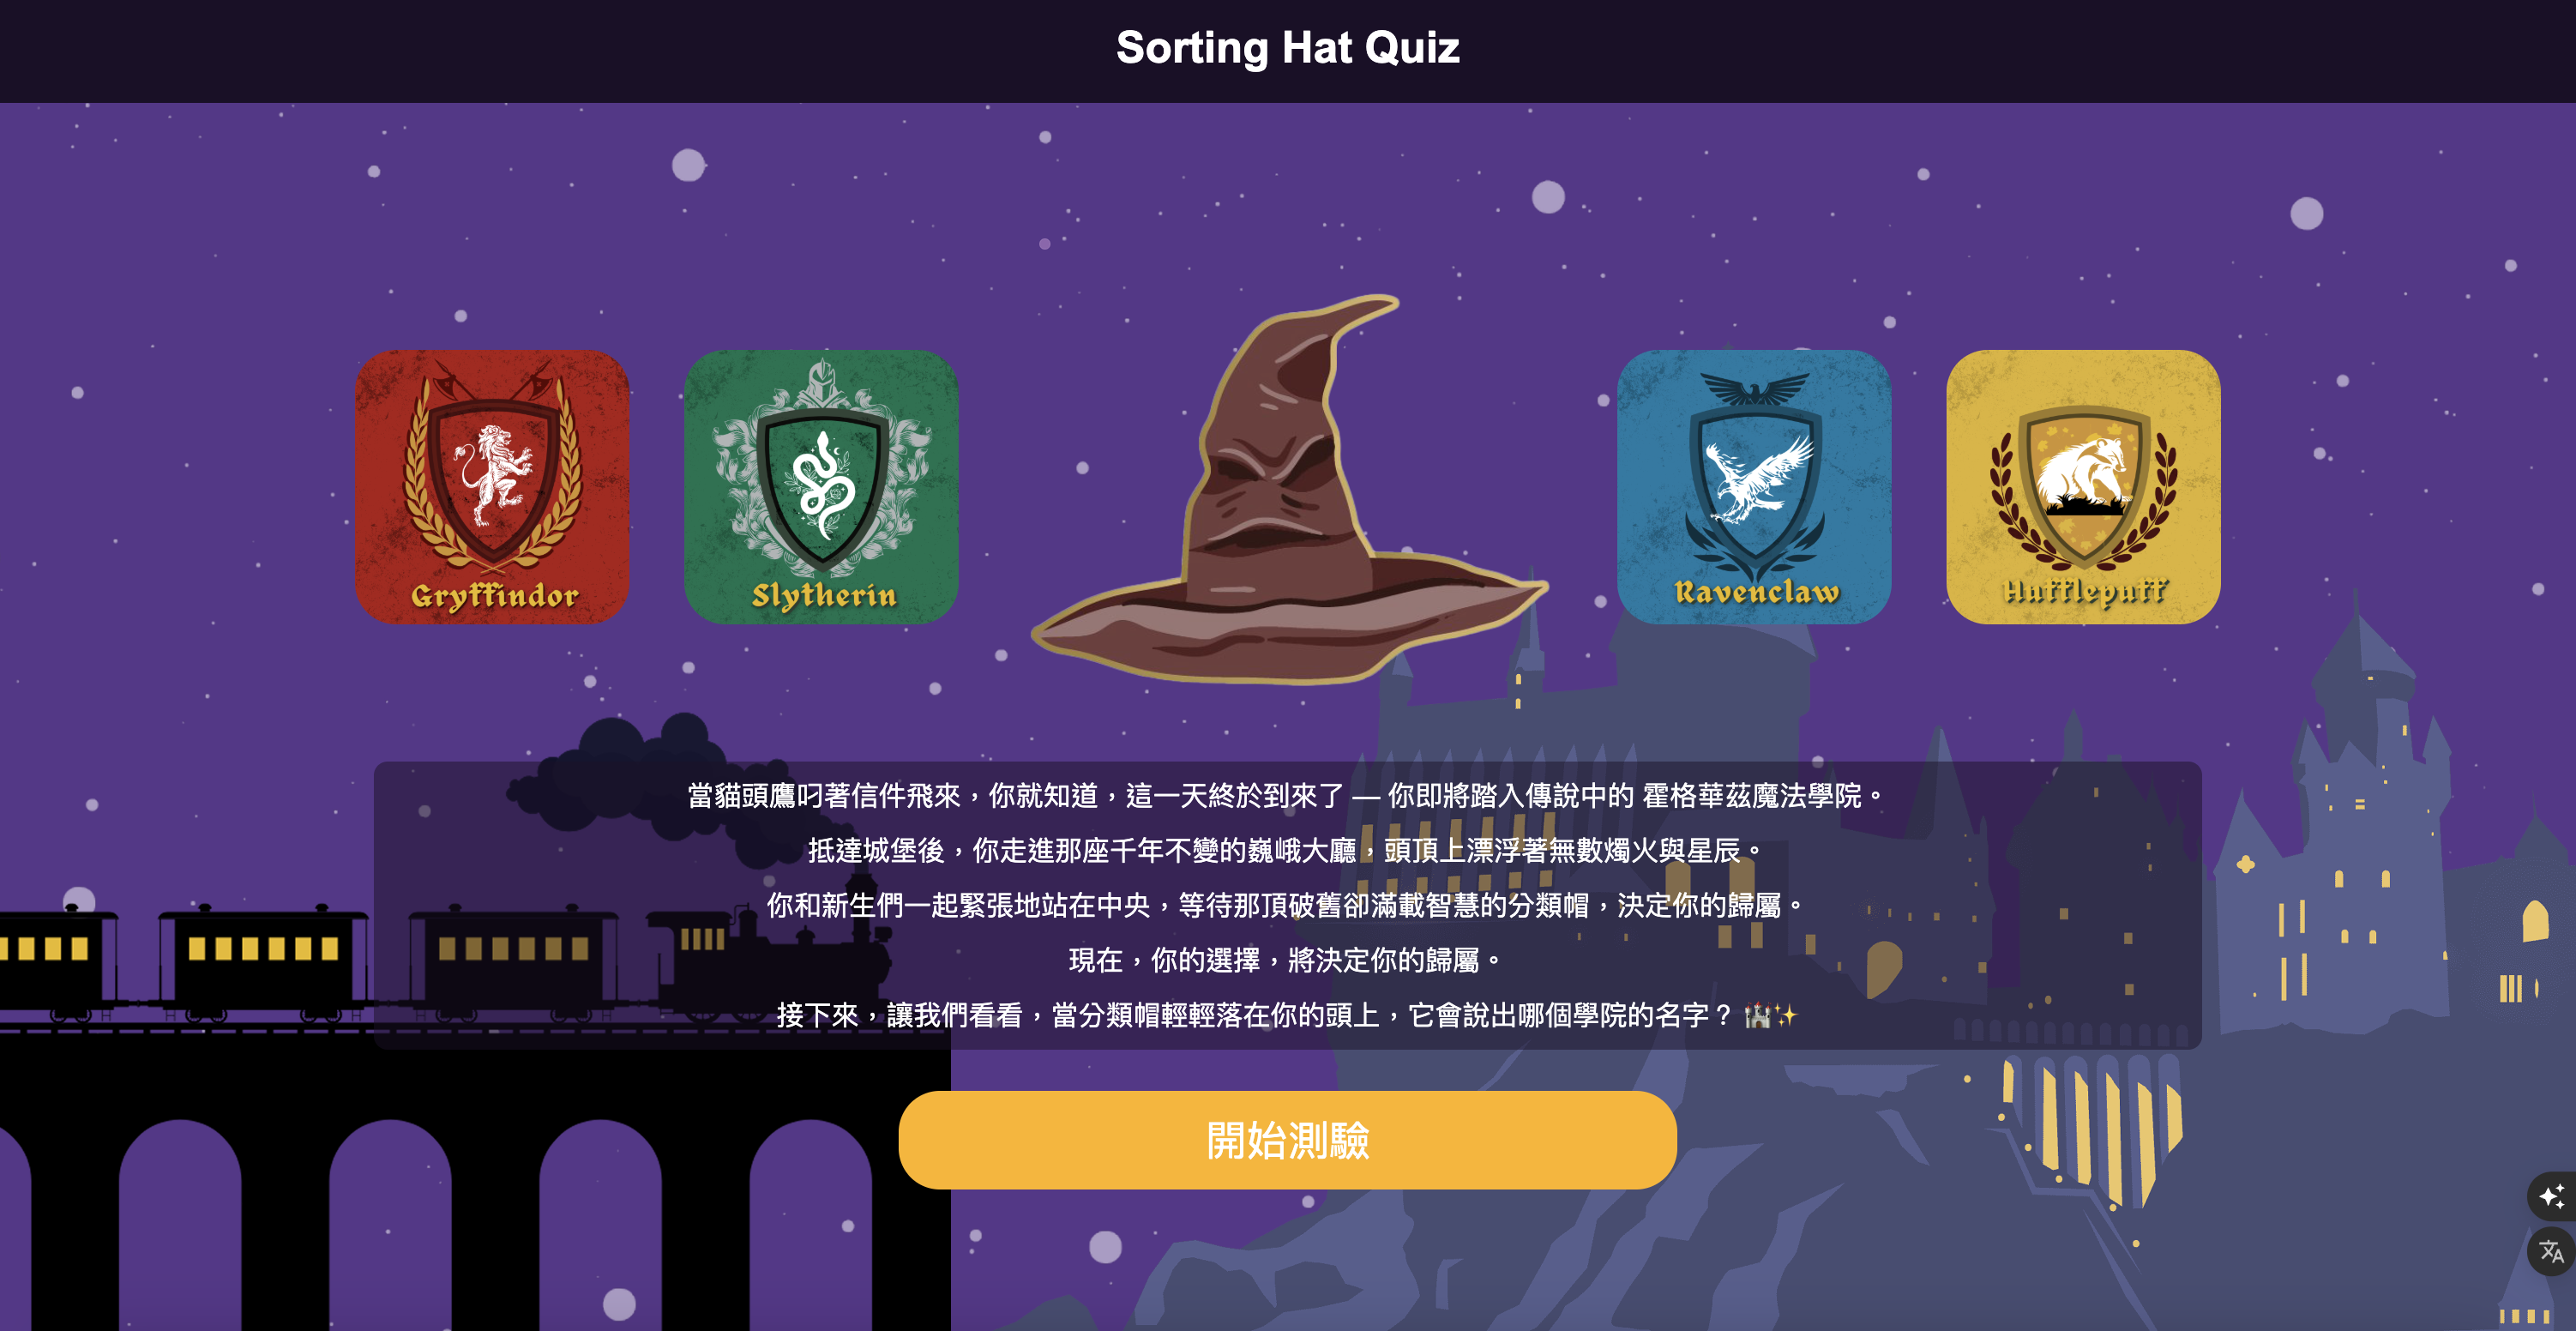 Sorting Hat Quiz
Gryffindor
Slytherin
Ravenclaw
Hufflepuff
當貓頭鷹叼著信件飛來，你就知道，這一天終於到來了 — 你即將踏入傳說中的 霍格華茲魔法學院。
抵達城堡後，你走進那座千年不變的巍峨大廳，頭頂上漂浮著無數燭火與星辰。
你和新生們一起緊張地站在中央，等待那頂破舊卻滿載智慧的分類帽，決定你的歸屬。
現在，你的選擇，將決定你的歸屬。
接下來，讓我們看看，當分類帽輕輕落在你的頭上，它會說出哪個學院的名字？ 🏰✨
開始測驗